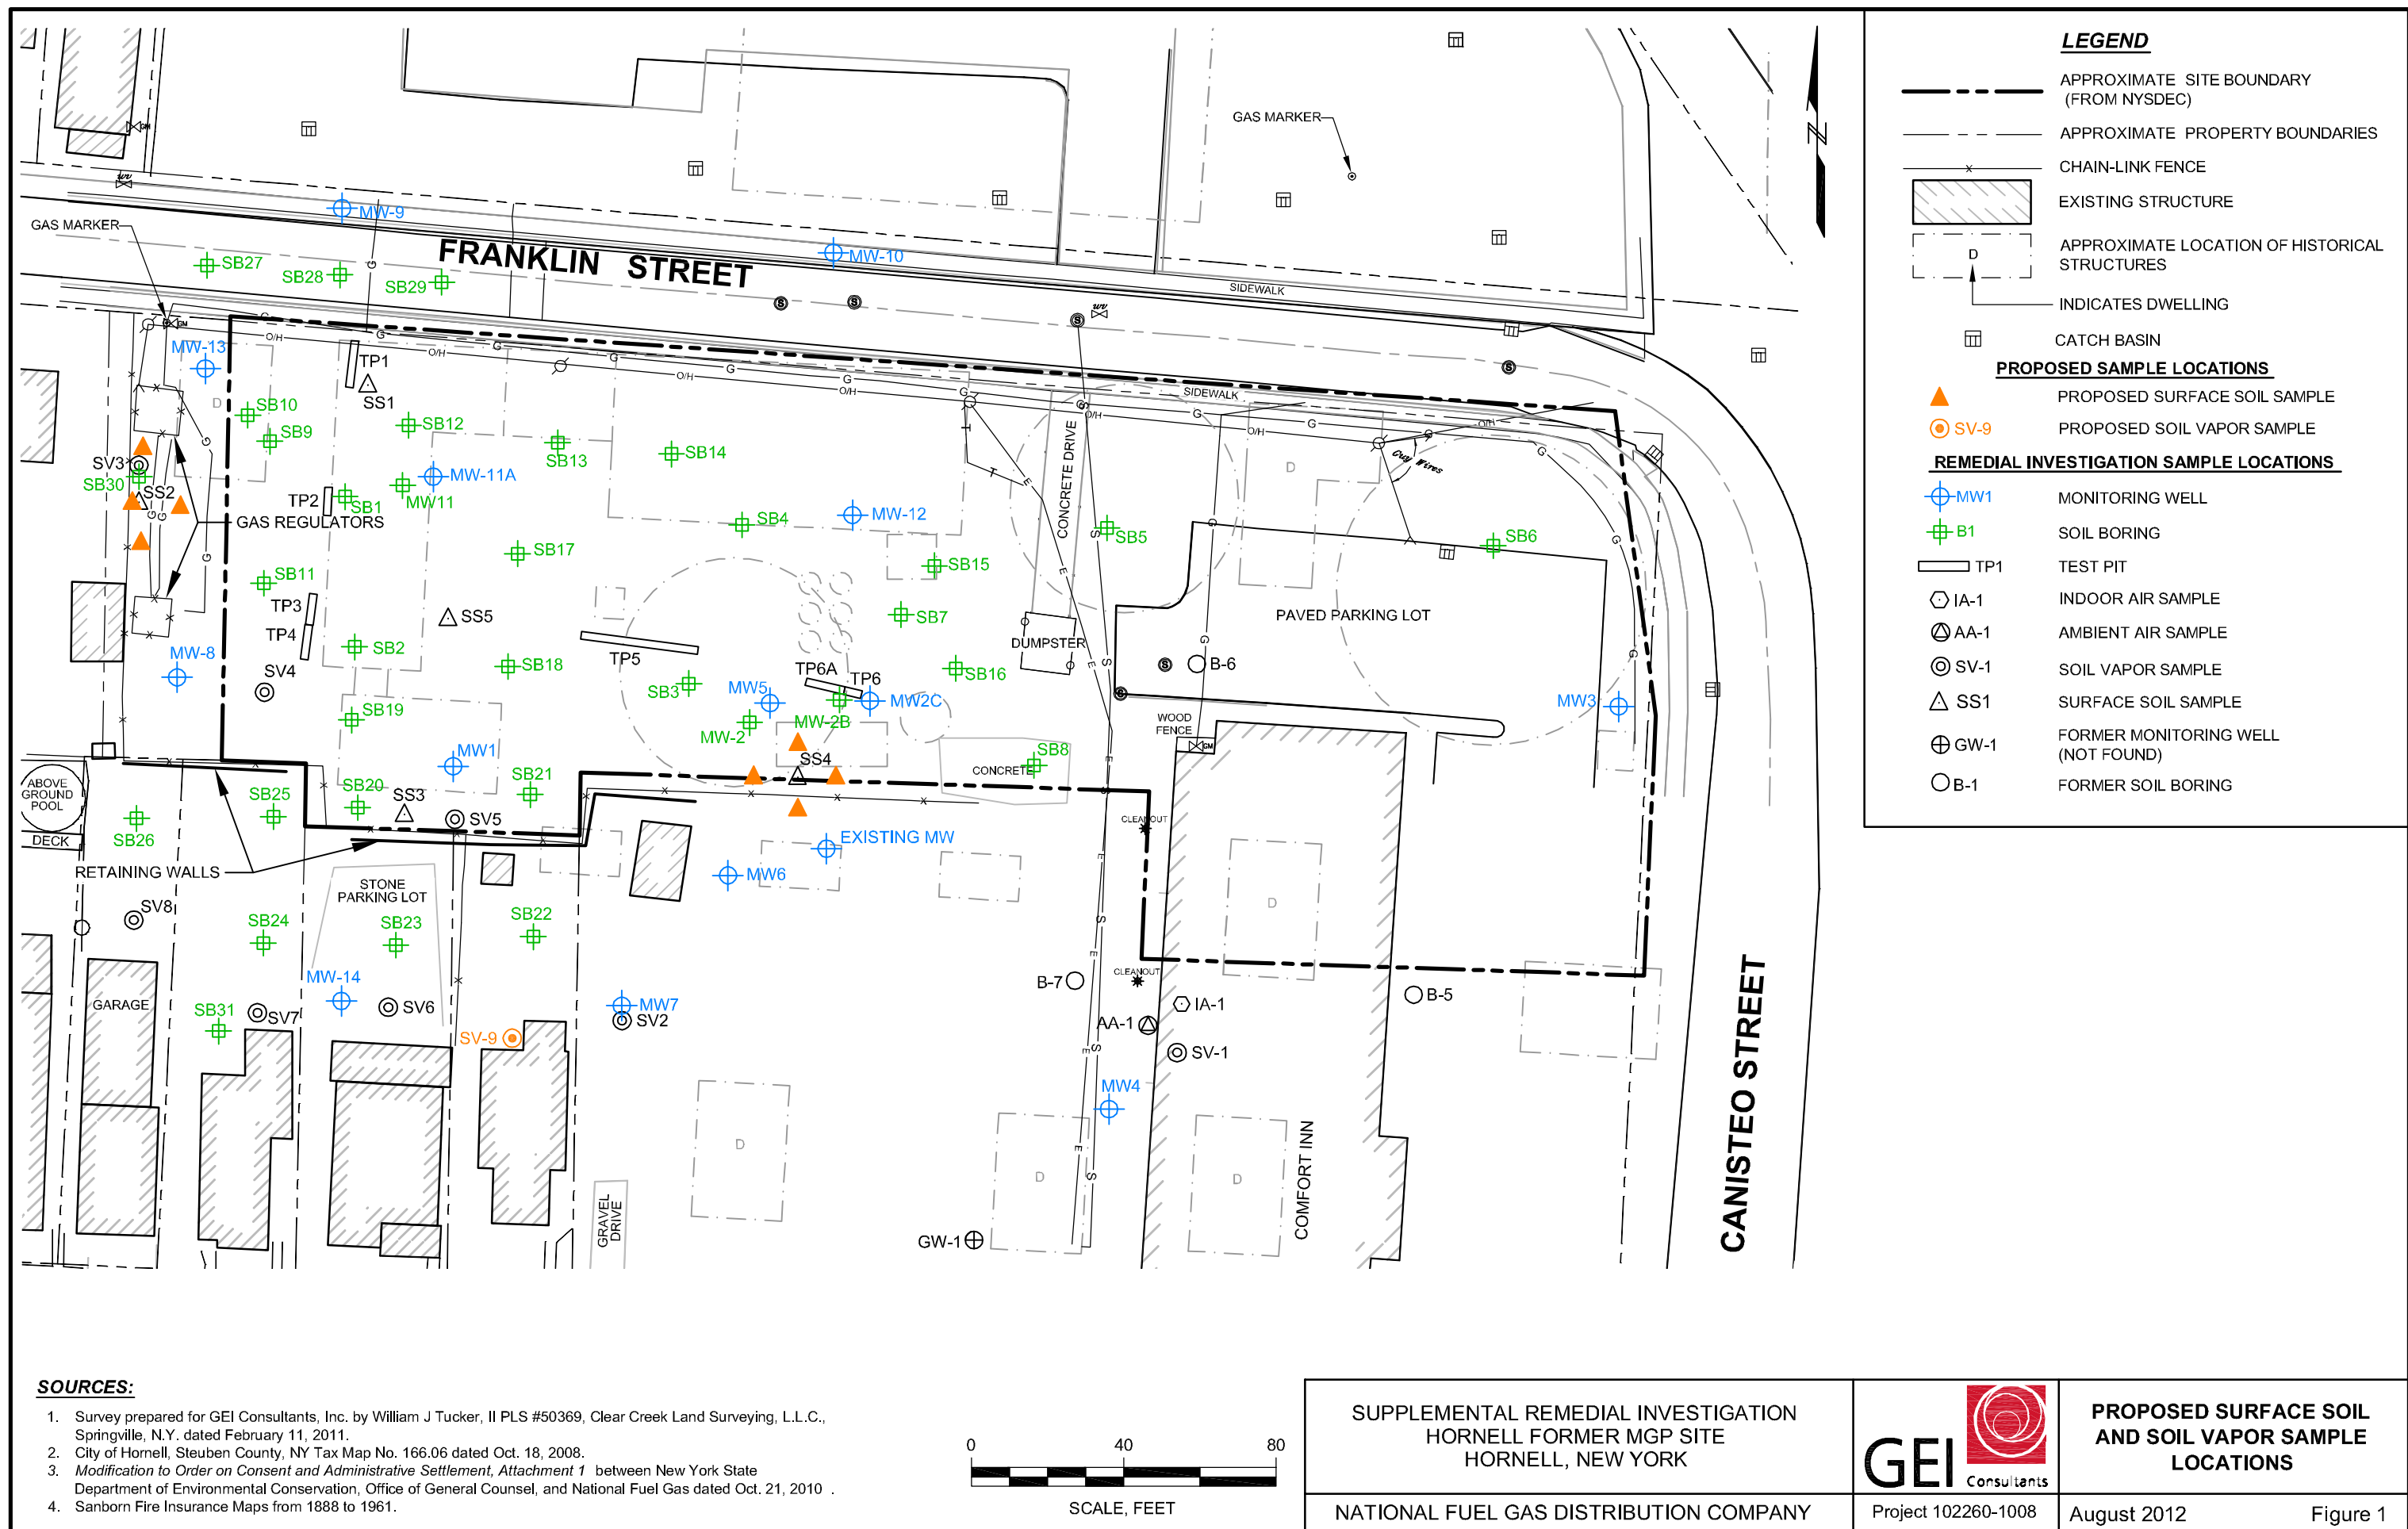 LEGEND
APPROXIMATE SITE BOUNDARY
(FROM NYSDEC)
APPROXIMATE PROPERTY BOUNDARIES
CHAIN-LINK FENCE
EXISTING STRUCTURE
D
APPROXIMATE LOCATION OF HISTORICAL
STRUCTURES
INDICATES DWELLING
CATCH BASIN
PROPOSED SAMPLE LOCATIONS
PROPOSED SURFACE SOIL SAMPLE
SV-9 PROPOSED SOIL VAPOR SAMPLE
REMEDIAL INVESTIGATION SAMPLE LOCATIONS
MW1 MONITORING WELL
B1 SOIL BORING
TP1 TEST PIT
IA-1 INDOOR AIR SAMPLE
AA-1 AMBIENT AIR SAMPLE
SV-1 SOIL VAPOR SAMPLE
SS1 SURFACE SOIL SAMPLE
GW-1 FORMER MONITORING WELL
(NOT FOUND)
B-1 FORMER SOIL BORING
N
GAS MARKER
GAS MARKER
GM
WV
MW-9
MW-10
FRANKLIN STREET
SB27
SB28
SB29
SIDEWALK
WV
GM
MW-13
O/H
O/H
O/H
O/H
O/H
O/H
O/H
G
TP1
SS1
D
SB10
SB9
SB12
SB13
SB14
SIDEWALK
CONCRETE DRIVE
D
Guy Wires
SV3
SB30
SS2
TP2
SB1
MW11
MW-11A
GAS REGULATORS
SB4
MW-12
SB5
SB6
SB17
SB15
SB11
TP3
TP4
SS5
TP5
SB7
DUMPSTER
PAVED PARKING LOT
MW-8
SV4
SB2
SB18
SB3
TP6A
TP6
SB16
B-6
SB19
MW5
MW2C
MW-2
MW-2B
MW3
WOOD
FENCE
GM
MW1
SS4
CONCRETE
SB8
ABOVE
GROUND
POOL
DECK
SB26
SB25
SB20
SS3
SV5
SB21
CLEANOUT
RETAINING WALLS
EXISTING MW
MW6
STONE
PARKING LOT
SV8
SB24
SB23
SB22
D
MW-14
GARAGE
SB31
SV7
SV6
SV-9
MW7
SV2
B-7
CLEANOUT
IA-1
AA-1
SV-1
B-5
MW4
D
D
D
GRAVEL
DRIVE
GW-1
COMFORT INN
CANISTEO STREET
SOURCES:
1. Survey prepared for GEI Consultants, Inc. by William J Tucker, II PLS #50369, Clear Creek Land Surveying, L.L.C.,
Springville, N.Y. dated February 11, 2011.
2. City of Hornell, Steuben County, NY Tax Map No. 166.06 dated Oct. 18, 2008.
3. Modification to Order on Consent and Administrative Settlement, Attachment 1 between New York State
Department of Environmental Conservation, Office of General Counsel, and National Fuel Gas dated Oct. 21, 2010 .
4. Sanborn Fire Insurance Maps from 1888 to 1961.
0 40 80
SCALE, FEET
SUPPLEMENTAL REMEDIAL INVESTIGATION
HORNELL FORMER MGP SITE
HORNELL, NEW YORK
NATIONAL FUEL GAS DISTRIBUTION COMPANY
GEI Consultants
Project 102260-1008
PROPOSED SURFACE SOIL
AND SOIL VAPOR SAMPLE
LOCATIONS
August 2012 Figure 1